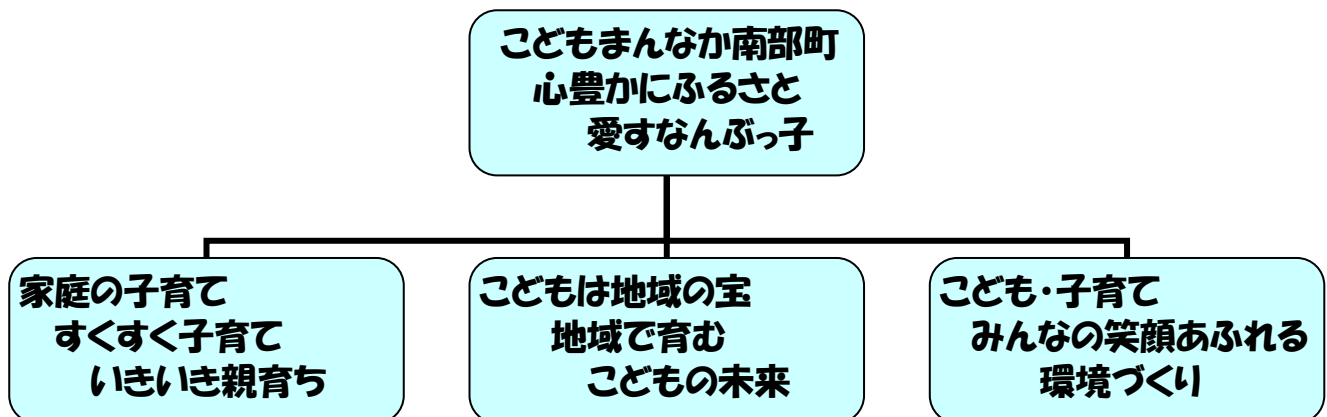 こどもまんなか南部町
心豊かにふるさと
愛すなんぶっ子
家庭の子育て
すくすく子育て
いきいき親育ち
こどもは地域の宝
地域で育む
こどもの未来
こども・子育て
みんなの笑顔あふれる
環境づくり